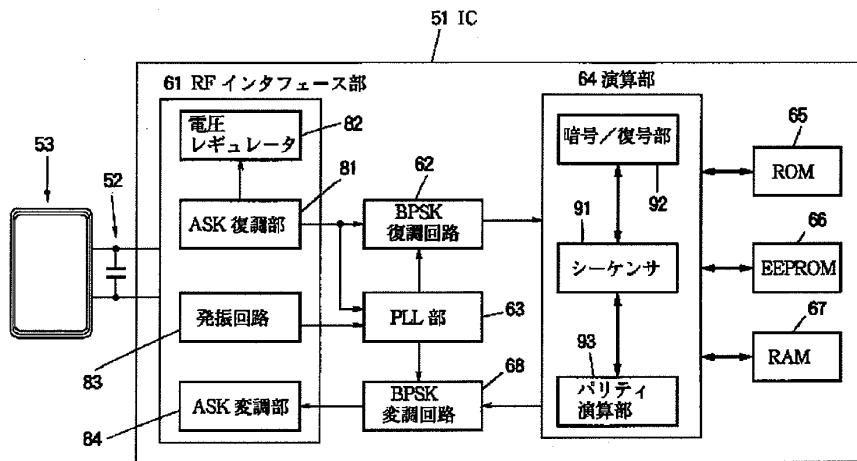 51 IC
61 RF インタフェース部
64 演算部
電圧
レギュレータ
82
暗号/復号部
92
65
ROM
53
52
81
ASK 復調部
62
BPSK
復調回路
91
シーケンサ
66
EEPROM
発振回路
83
PLL 部
63
67
RAM
93
パリティ
演算部
ASK 変調部
84
BPSK
変調回路
68